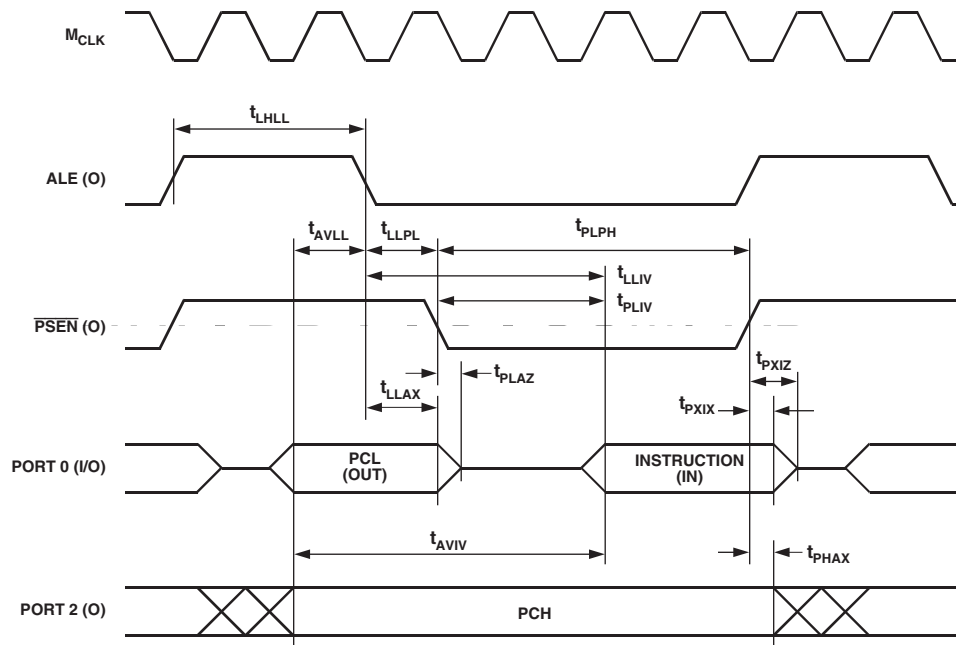 MCLK
tLHLL
ALE (O)
tAVLL
tLLPL
tPLPH
tLLIV
tPLIV
PSEN (O)
tPXIZ
tPLAZ
tLLAX
tPXIX
PORT 0 (I/O)
PCL
(OUT)
INSTRUCTION
(IN)
tAVIV
tPHAX
PORT 2 (O)
PCH